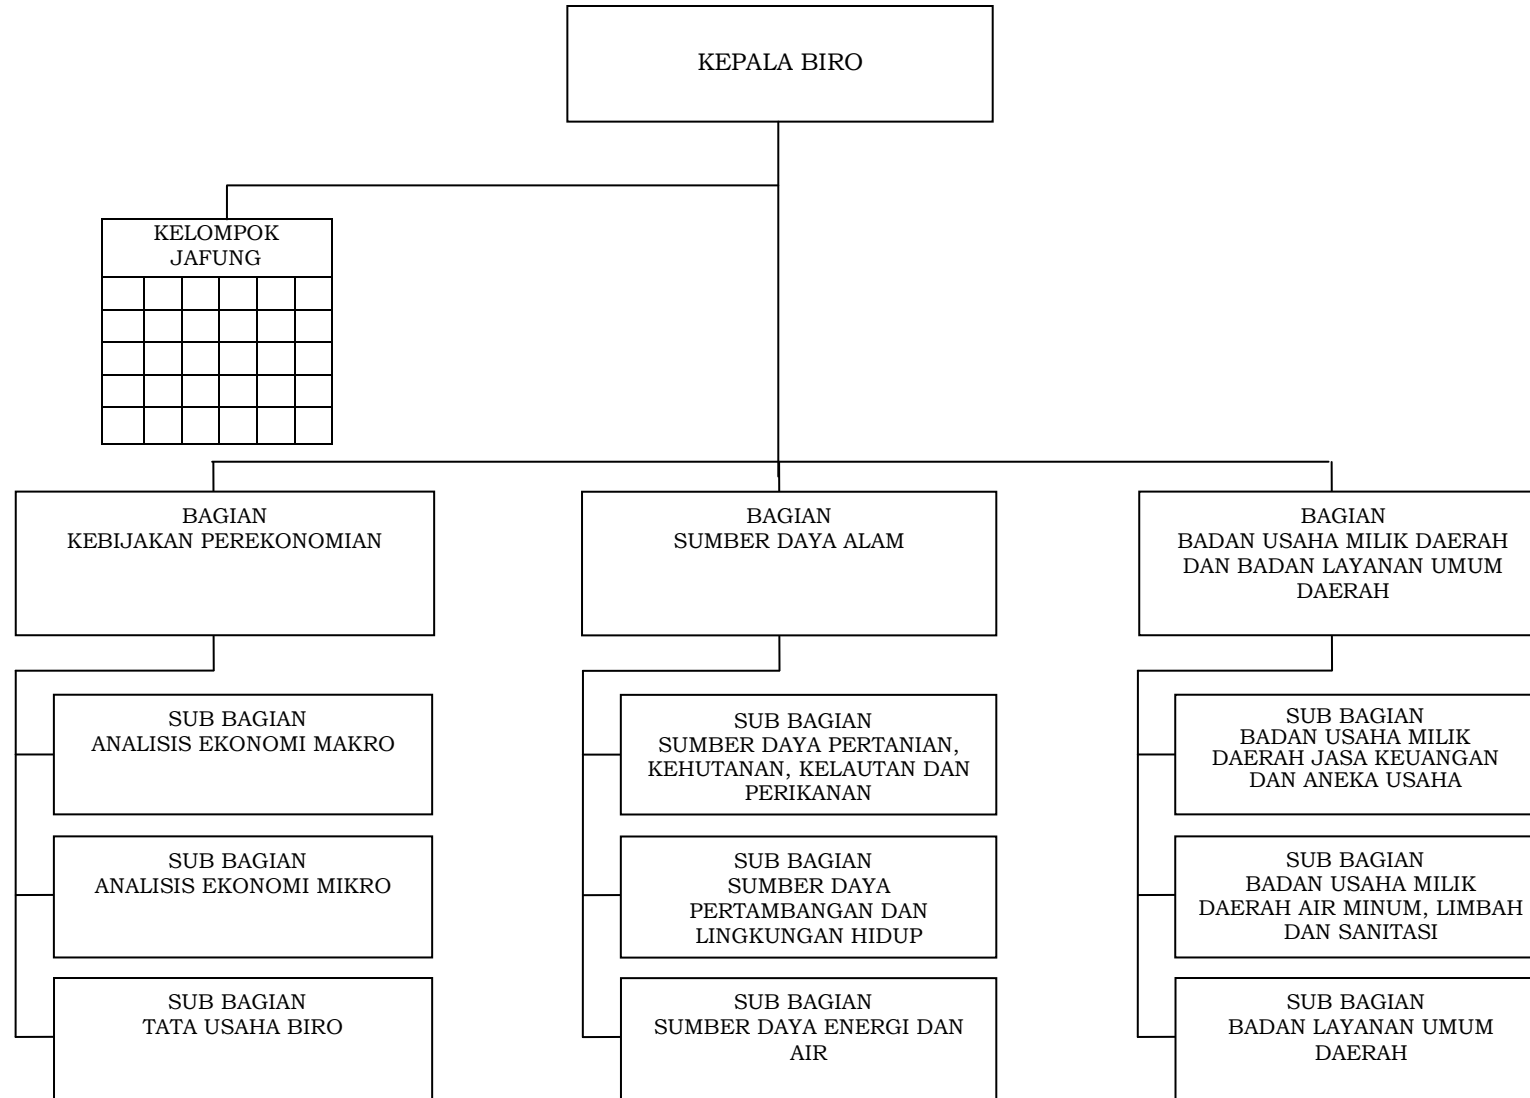 KEPALA BIRO
KELOMPOK
JAFUNG
BAGIAN
KEBIJAKAN PEREKONOMIAN
BAGIAN
SUMBER DAYA ALAM
BAGIAN
BADAN USAHA MILIK DAERAH
DAN BADAN LAYANAN UMUM
DAERAH
SUB BAGIAN
ANALISIS EKONOMI MAKRO
SUB BAGIAN
SUMBER DAYA PERTANIAN,
KEHUTANAN, KELAUTAN DAN
PERIKANAN
SUB BAGIAN
BADAN USAHA MILIK
DAERAH JASA KEUANGAN
DAN ANEKA USAHA
SUB BAGIAN
ANALISIS EKONOMI MIKRO
SUB BAGIAN
SUMBER DAYA
PERTAMBANGAN DAN
LINGKUNGAN HIDUP
SUB BAGIAN
BADAN USAHA MILIK
DAERAH AIR MINUM, LIMBAH
DAN SANITASI
SUB BAGIAN
TATA USAHA BIRO
SUB BAGIAN
SUMBER DAYA ENERGI DAN
AIR
SUB BAGIAN
BADAN LAYANAN UMUM
DAERAH